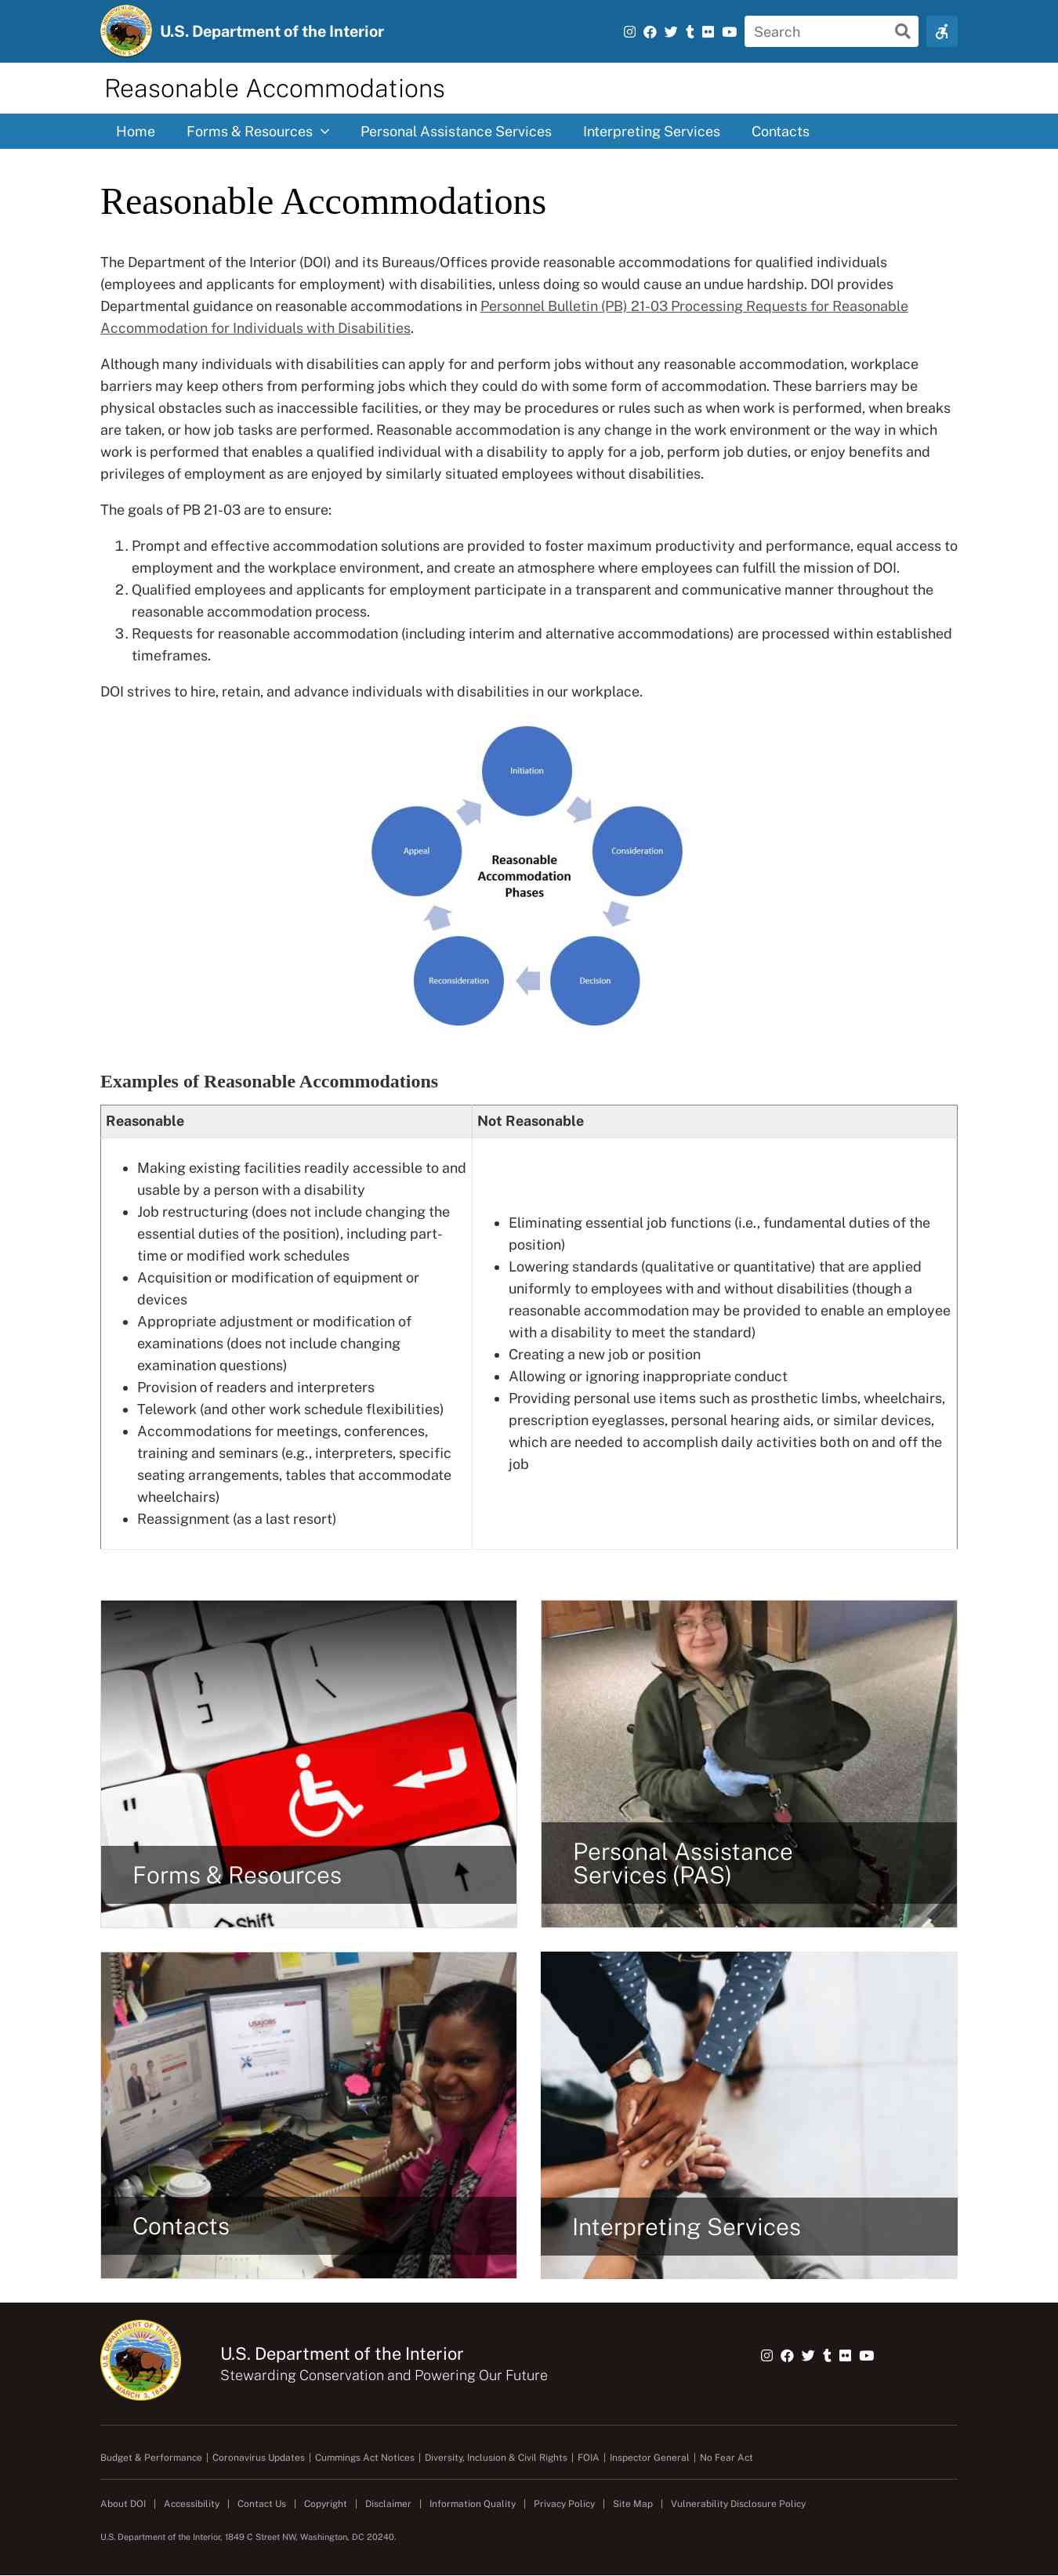 U.S. Department of the Interior
Search
Reasonable Accommodations
Home
Forms & Resources
Personal Assistance Services
Interpreting Services
Contacts
Reasonable Accommodations
The Department of the Interior (DOI) and its Bureaus/Offices provide reasonable accommodations for qualified individuals
(employees and applicants for employment) with disabilities, unless doing so would cause an undue hardship. DOI provides
Departmental guidance on reasonable accommodations in Personnel Bulletin (PB) 21-03 Processing Requests for Reasonable
Accommodation for Individuals with Disabilities.
Although many individuals with disabilities can apply for and perform jobs without any reasonable accommodation, workplace
barriers may keep others from performing jobs which they could do with some form of accommodation. These barriers may be
physical obstacles such as inaccessible facilities, or they may be procedures or rules such as when work is performed, when breaks
are taken, or how job tasks are performed. Reasonable accommodation is any change in the work environment or the way in which
work is performed that enables a qualified individual with a disability to apply for a job, perform job duties, or enjoy benefits and
privileges of employment as are enjoyed by similarly situated employees without disabilities.
The goals of PB 21-03 are to ensure:
1. Prompt and effective accommodation solutions are provided to foster maximum productivity and performance, equal access to
employment and the workplace environment, and create an atmosphere where employees can fulfill the mission of DOI.
2. Qualified employees and applicants for employment participate in a transparent and communicative manner throughout the
reasonable accommodation process.
3. Requests for reasonable accommodation (including interim and alternative accommodations) are processed within established
timeframes.
DOI strives to hire, retain, and advance individuals with disabilities in our workplace.
Initiation
Appeal
Consideration
Reasonable
Accommodation
Phases
Reconsideration
Decision
Examples of Reasonable Accommodations
Reasonable
Not Reasonable
• Making existing facilities readily accessible to and
usable by a person with a disability
• Job restructuring (does not include changing the
essential duties of the position), including part-
time or modified work schedules
• Acquisition or modification of equipment or
devices
• Appropriate adjustment or modification of
examinations (does not include changing
examination questions)
• Provision of readers and interpreters
• Telework (and other work schedule flexibilities)
• Accommodations for meetings, conferences,
training and seminars (e.g., interpreters, specific
seating arrangements, tables that accommodate
wheelchairs)
• Reassignment (as a last resort)
• Eliminating essential job functions (i.e., fundamental duties of the
position)
• Lowering standards (qualitative or quantitative) that are applied
uniformly to employees with and without disabilities (though a
reasonable accommodation may be provided to enable an employee
with a disability to meet the standard)
• Creating a new job or position
• Allowing or ignoring inappropriate conduct
• Providing personal use items such as prosthetic limbs, wheelchairs,
prescription eyeglasses, personal hearing aids, or similar devices,
which are needed to accomplish daily activities both on and off the
job
=
}
]
Forms & Resources
Shift
Personal Assistance
Services (PAS)
USAJOBS
Contacts
Interpreting Services
U.S. DEPARTMENT OF THE INTERIOR
MARCH 3, 1849
U.S. Department of the Interior
Stewarding Conservation and Powering Our Future
Budget & Performance | Coronavirus Updates | Cummings Act Notices | Diversity, Inclusion & Civil Rights | FOIA | Inspector General | No Fear Act
About DOI | Accessibility | Contact Us | Copyright | Disclaimer | Information Quality | Privacy Policy | Site Map | Vulnerability Disclosure Policy
U.S. Department of the Interior, 1849 C Street NW, Washington, DC 20240.